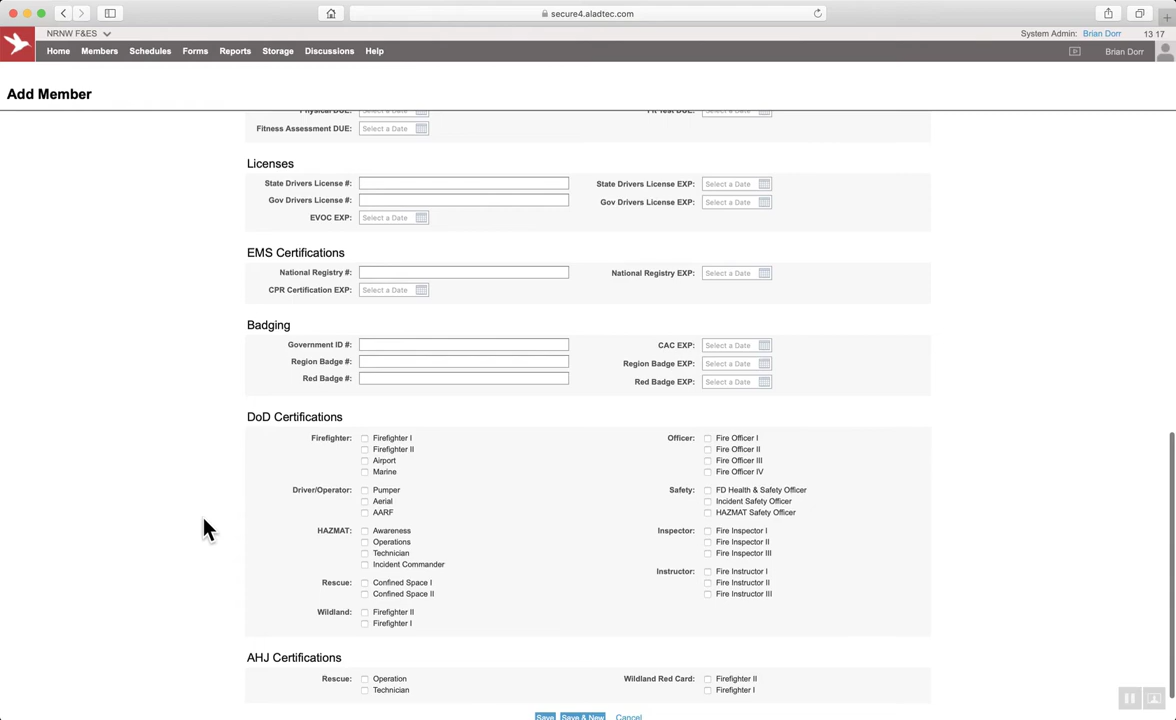 secure4.aladtec.com
NRNW F&ES System Admin: Brian Dorr 13 17
Home Members Schedules Forms Reports Storage Discussions Help Brian Dorr
Add Member
Physical DUE: Select a Date Fit Test DUE: Select a Date
Fitness Assessment DUE: Select a Date
Licenses
State Drivers License #: State Drivers License EXP: Select a Date
Gov Drivers License #: Gov Drivers License EXP: Select a Date
EVOC EXP: Select a Date
EMS Certifications
National Registry #: National Registry EXP: Select a Date
CPR Certification EXP: Select a Date
Badging
Government ID #: CAC EXP: Select a Date
Region Badge #: Region Badge EXP: Select a Date
Red Badge #: Red Badge EXP: Select a Date
DoD Certifications
Firefighter: Firefighter I Officer: Fire Officer I
Firefighter II Fire Officer II
Airport Fire Officer III
Marine Fire Officer IV
Driver/Operator: Pumper Safety: FD Health & Safety Officer
Aerial Incident Safety Officer
AARF HAZMAT Safety Officer
HAZMAT: Awareness Inspector: Fire Inspector I
Operations Fire Inspector II
Technician Fire Inspector III
Incident Commander Instructor: Fire Instructor I
Rescue: Confined Space I Fire Instructor II
Confined Space II Fire Instructor III
Wildland: Firefighter II
Firefighter I
AHJ Certifications
Rescue: Operation Wildland Red Card: Firefighter II
Technician Firefighter I
Save Save & New Cancel